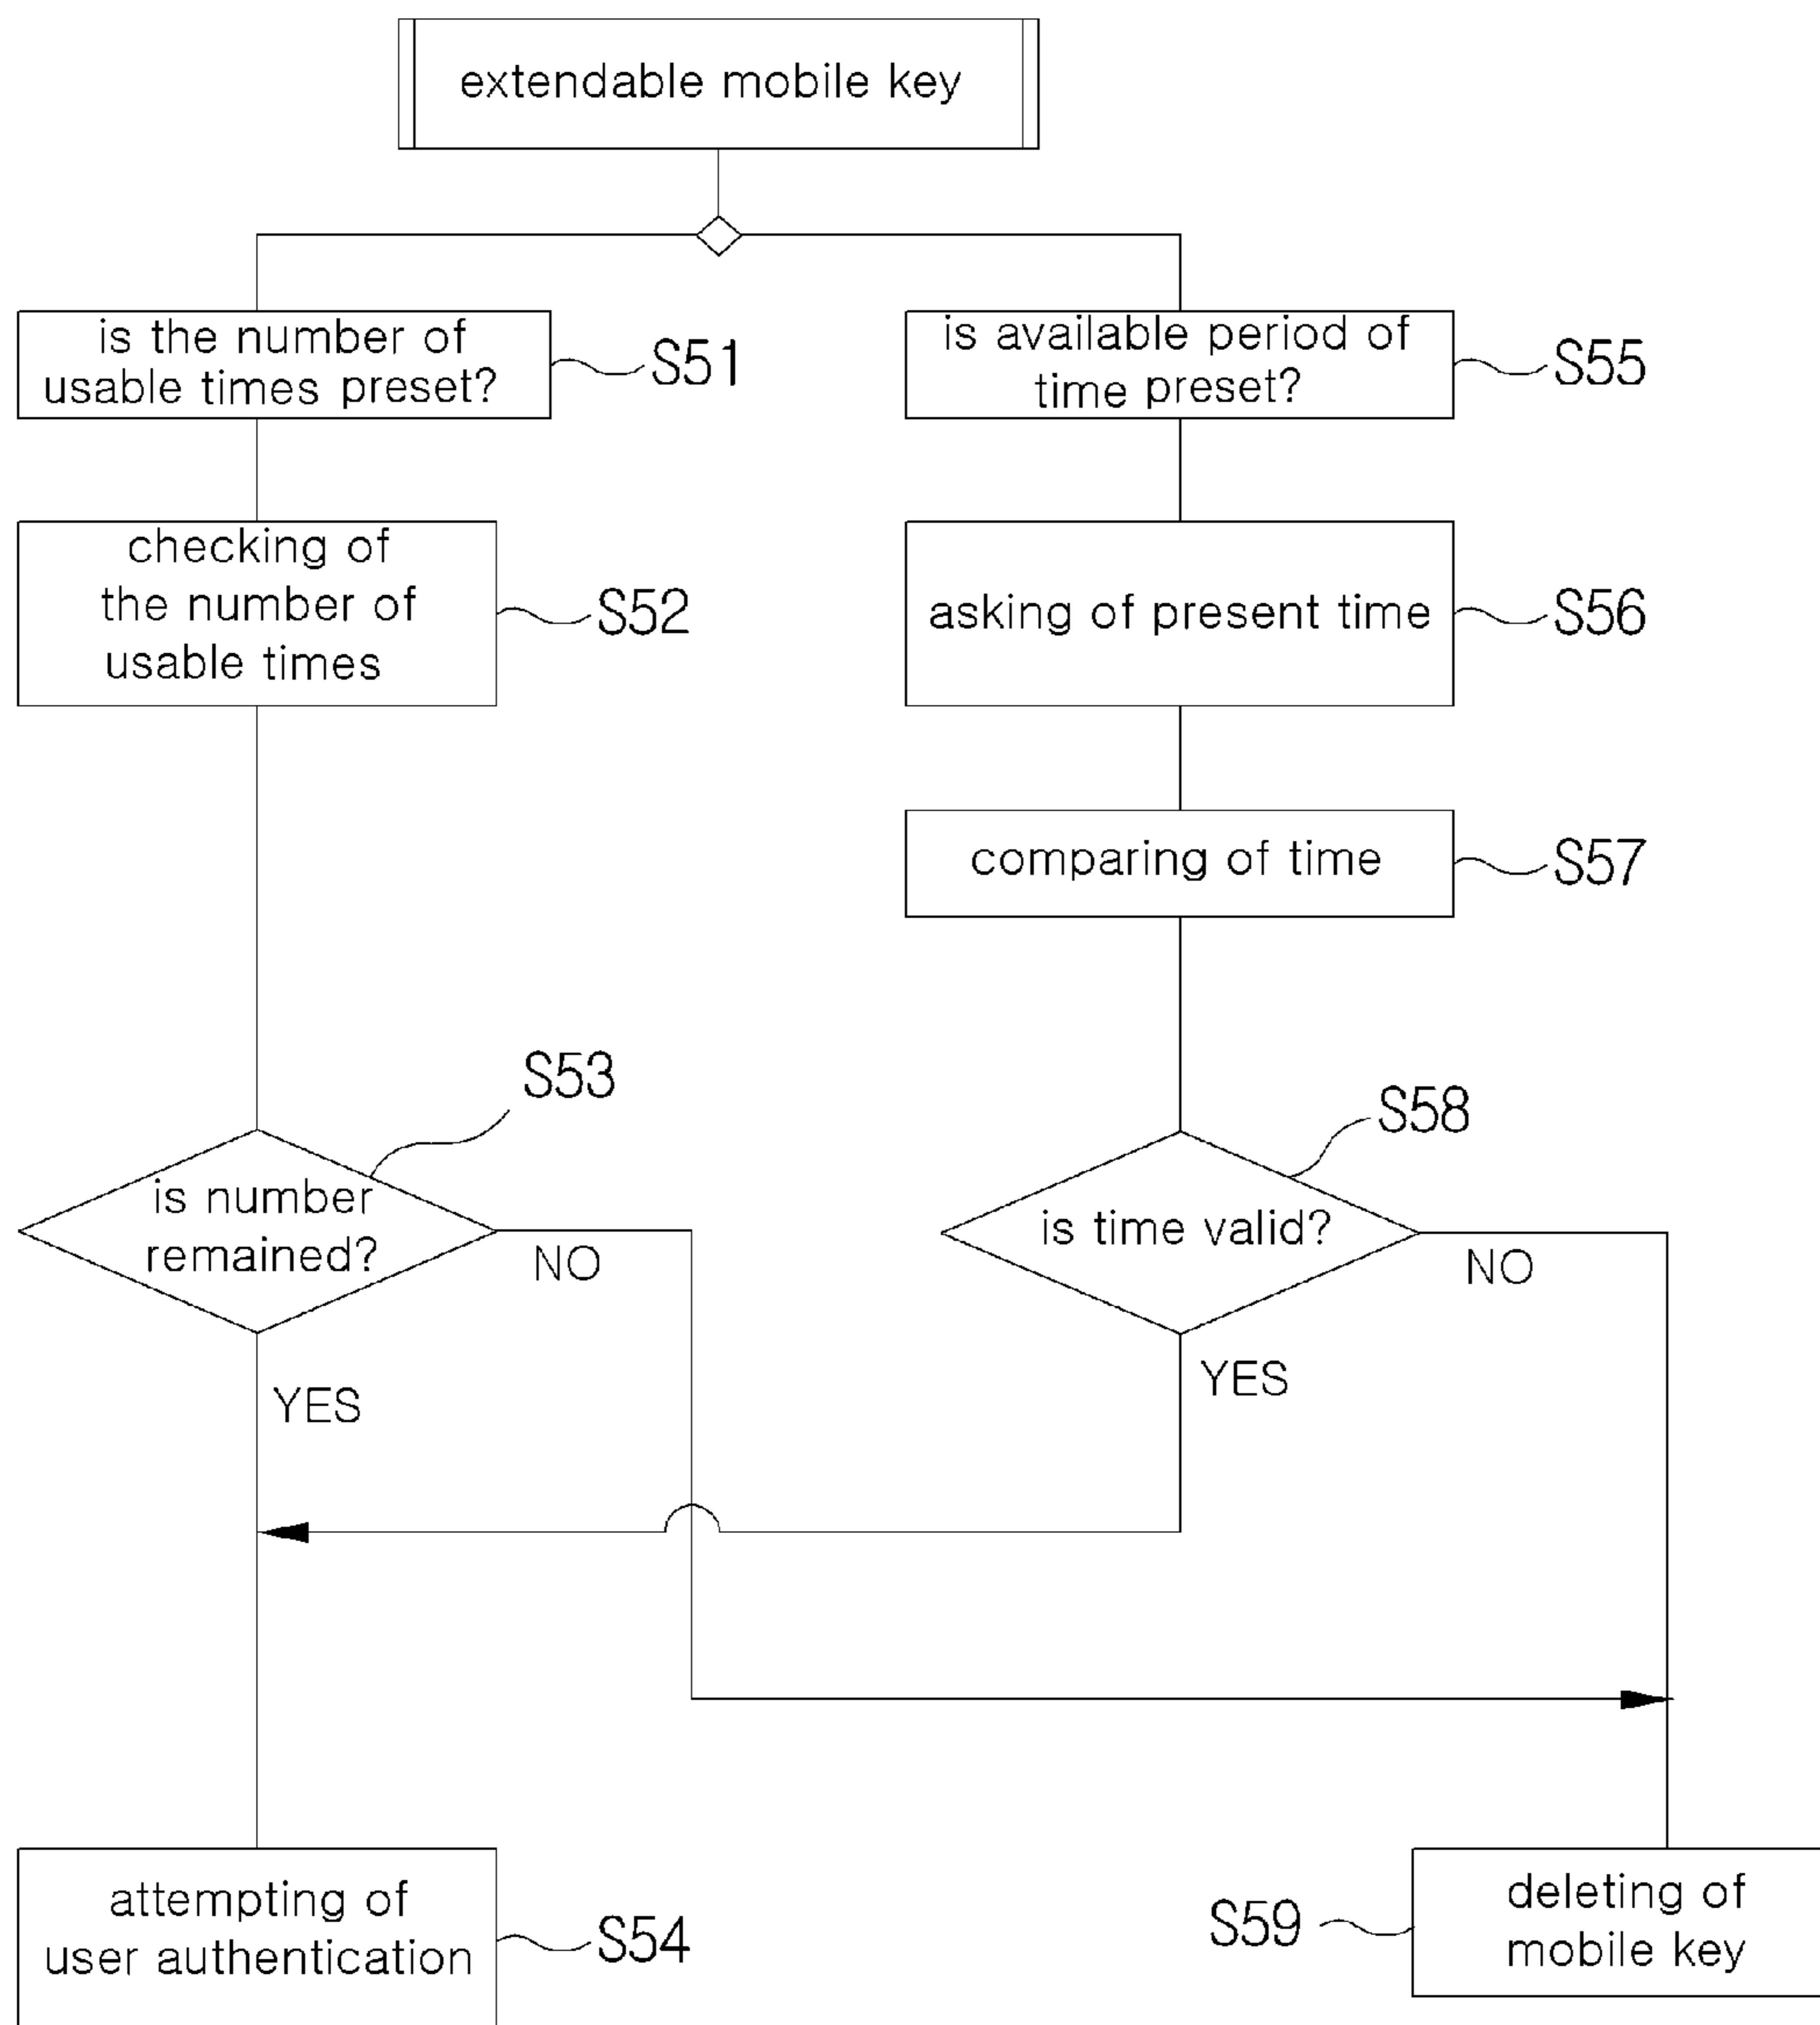 extendable mobile key
is the number of
usable times preset?
S51
is available period of
time preset?
S55
checking of
the number of
usable times
S52
asking of present time
S56
comparing of time
S57
S53
is number
remained?
NO
YES
S58
is time valid?
NO
YES
attempting of
user authentication
S54
S59
deleting of
mobile key